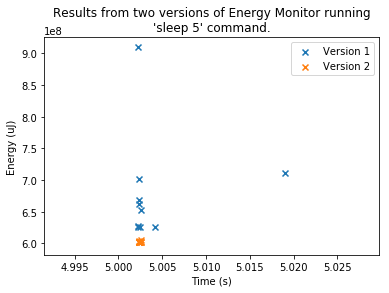 Results from two versions of Energy Monitor running
'sleep 5' command.
1e8
Version 1
Version 2
9.0
8.5
8.0
7.5
7.0
6.5
6.0
Energy (uJ)
4.995
5.000
5.005
5.010
5.015
5.020
5.025
Time (s)